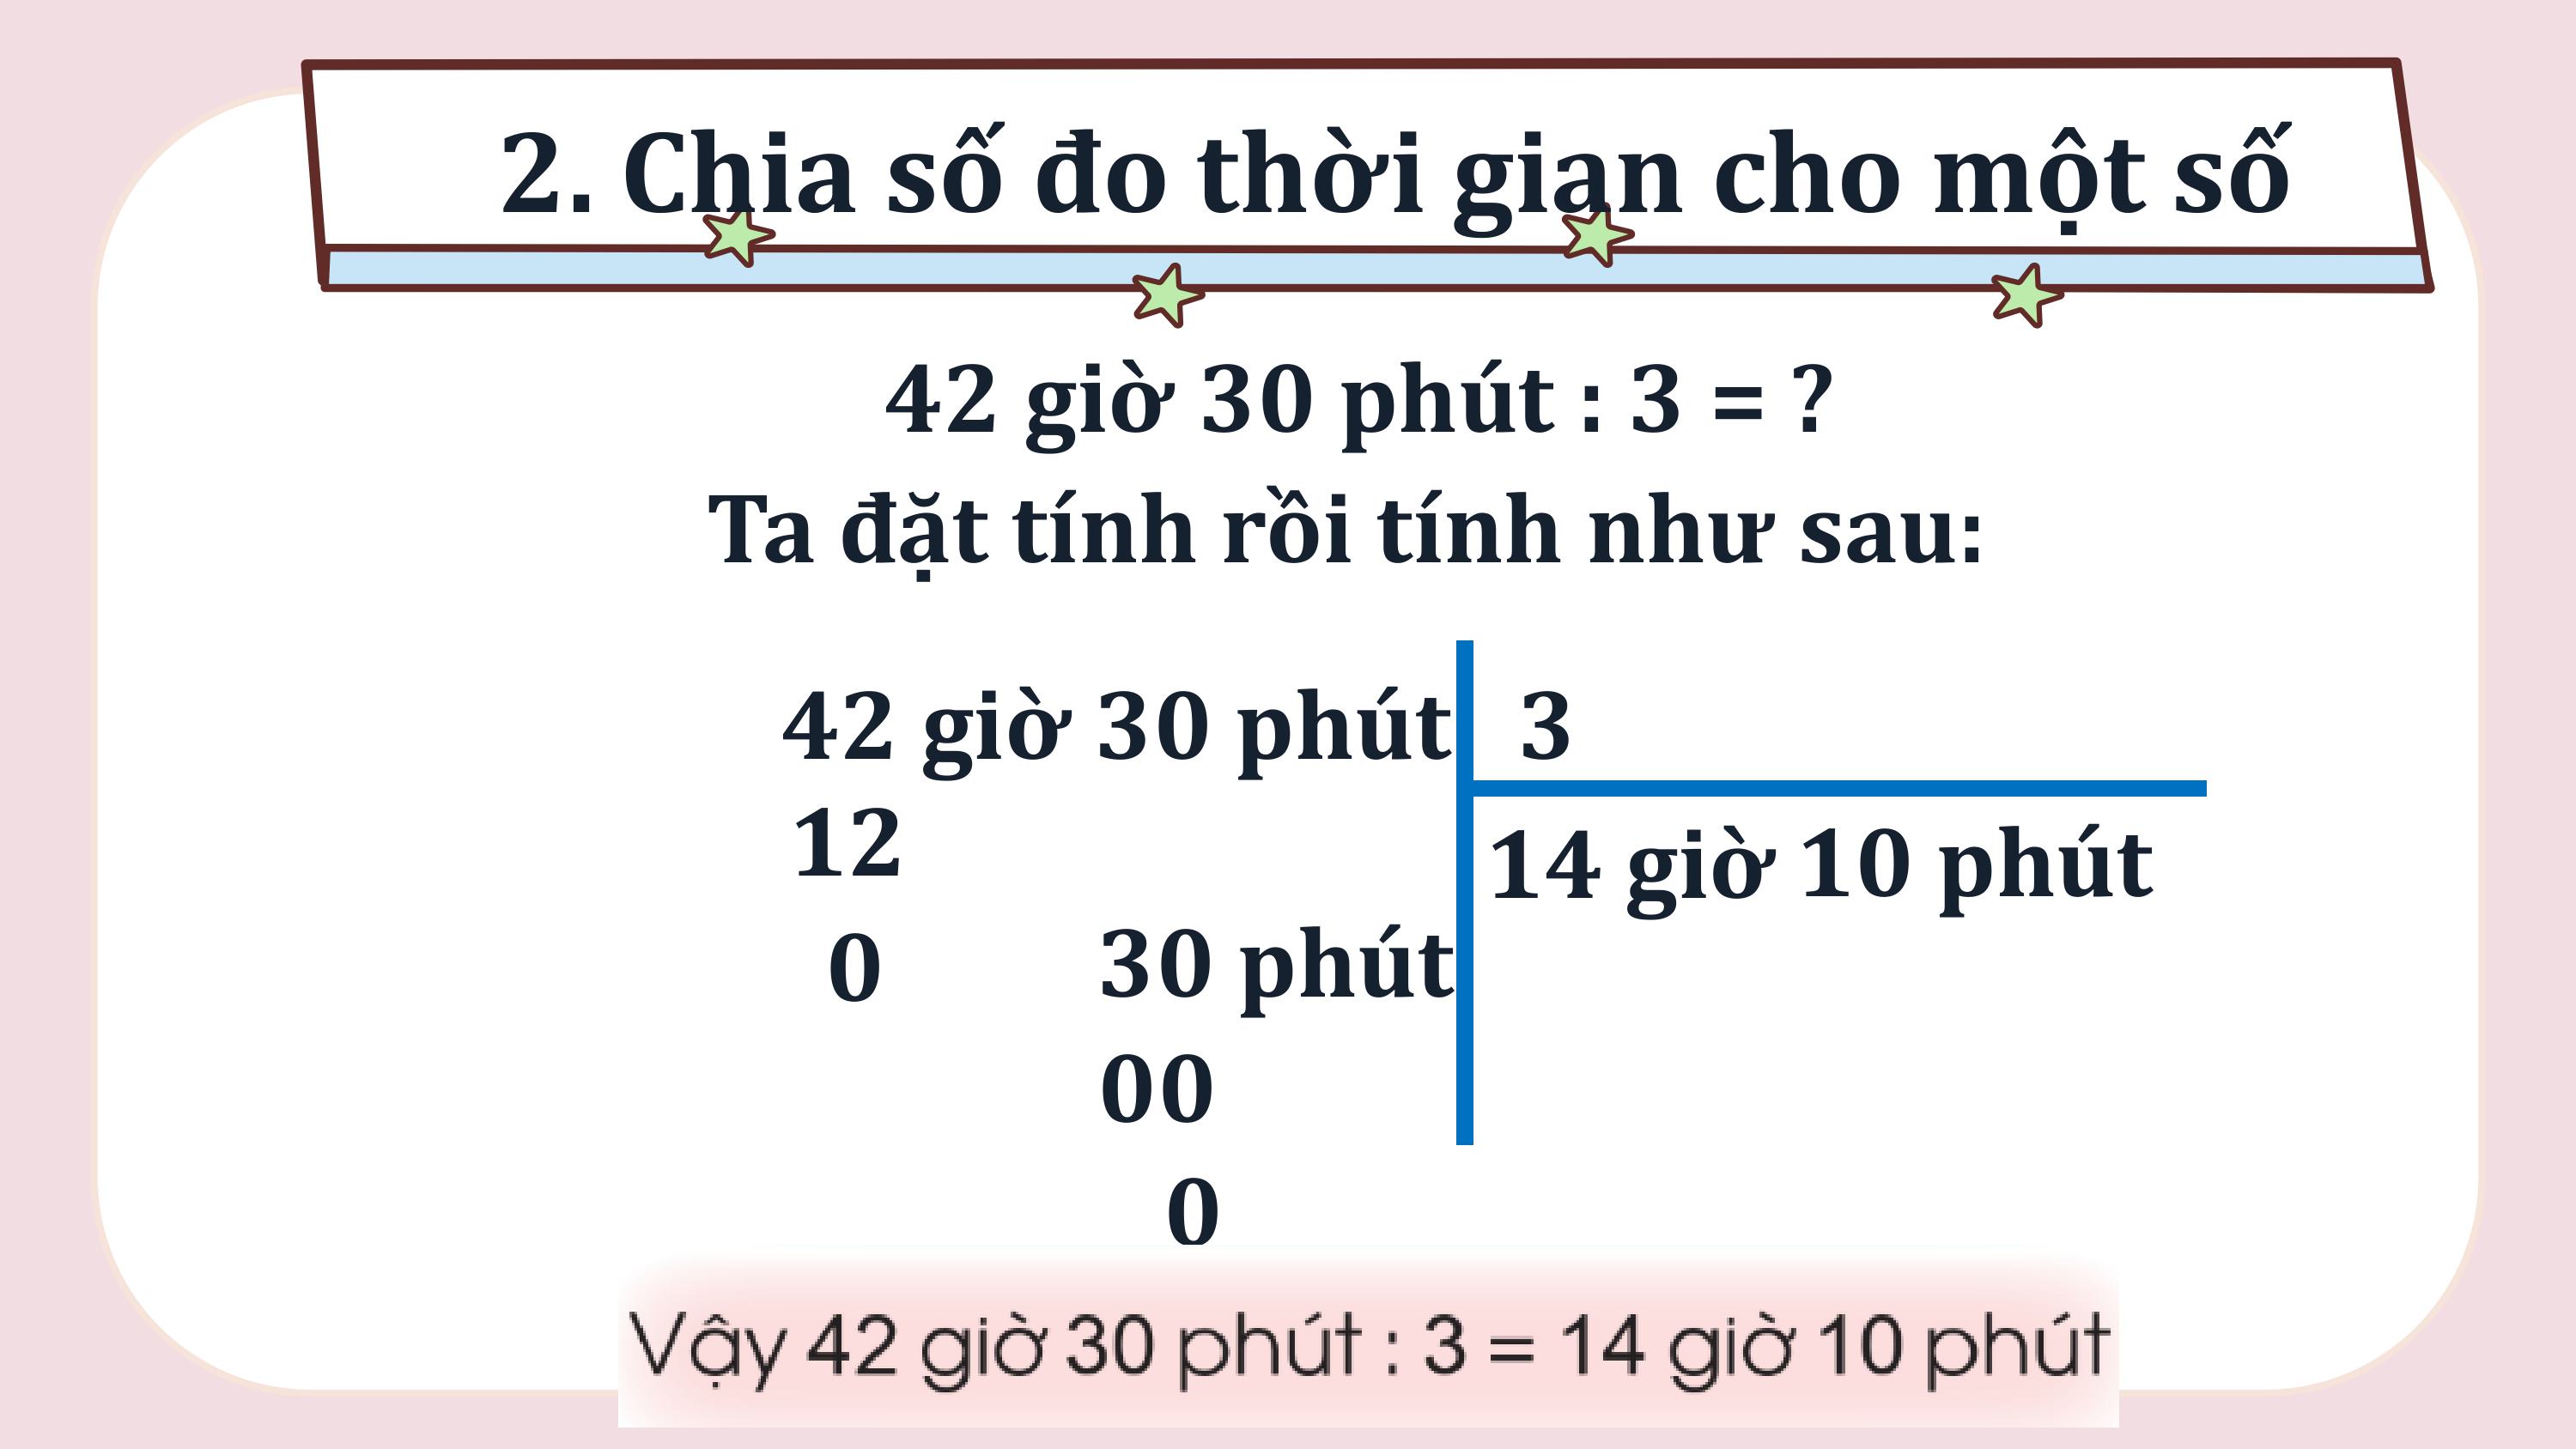 2. Chia số đo thời gian cho một số
42 giờ 30 phút : 3 = ?
Ta đặt tính rồi tính như sau:
42 giờ 30 phút 3
12
14 giờ 10 phút
0 30 phút
00
0
Vậy 42 giờ 30 phút : 3 = 14 giờ 10 phút